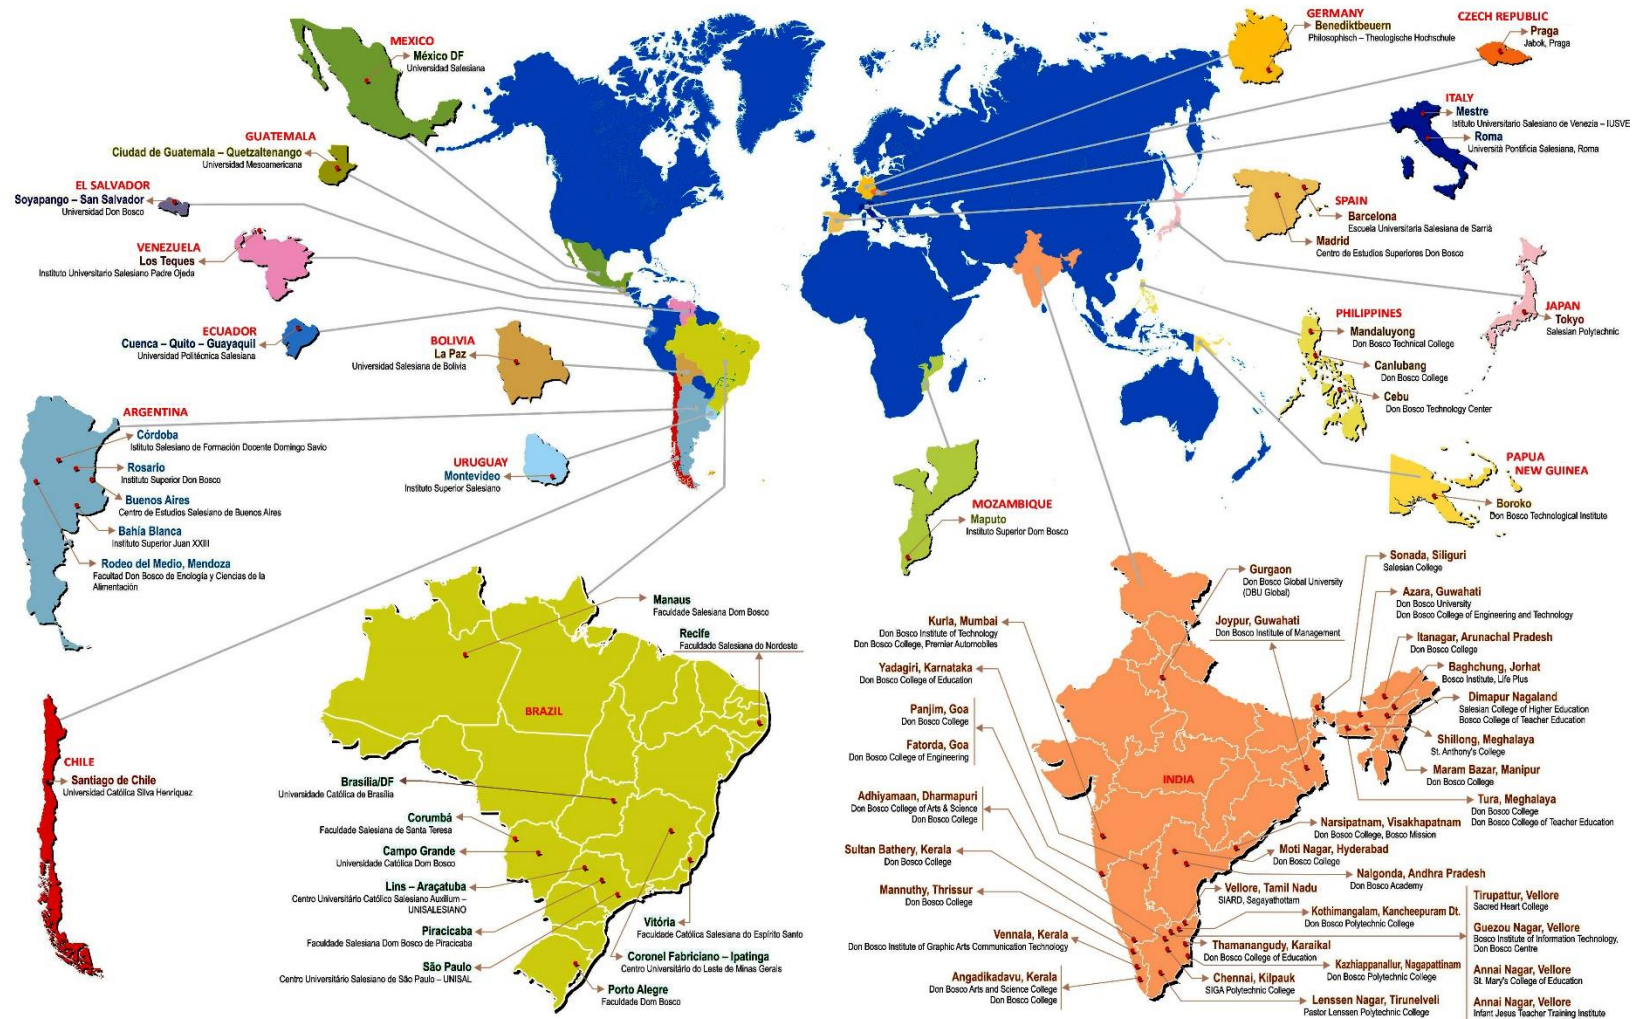 MEXICO
México DF
Universidad Salesiana
GUATEMALA
Ciudad de Guatemala – Quetzaltenango
Universidad Mesoamericana
EL SALVADOR
Soyapango – San Salvador
Universidad Don Bosco
VENEZUELA
Los Teques
Instituto Universitario Salesiano Padre Ojeda
ECUADOR
Cuenca – Quito – Guayaquil
Universidad Politécnica Salesiana
BOLIVIA
La Paz
Universidad Salesiana de Bolivia
ARGENTINA
Córdoba
Istituto Salesiano de Formación Docente Domingo Savio
Rosario
Instituto Superior Don Bosco
Buenos Aires
Centro de Estudios Salesiano de Buenos Aires
Bahía Blanca
Instituto Superior Juan XXIII
Rodeo del Medio, Mendoza
Facultad Don Bosco de Enología y Ciencias de la
Alimentación
URUGUAY
Montevideo
Instituto Superior Salesiano
CHILE
Santiago de Chile
Universidad Católica Silva Henriquez
BRAZIL
Manaus
Faculdade Salesiana Dom Bosco
Recife
Faculdade Salesiana do Nordesto
Brasília/DF
Universidade Católica de Brasília
Corumbá
Faculdade Salesiana de Santa Teresa
Campo Grande
Universidade Católica Dom Bosco
Lins – Araçatuba
Centro Universitário Católico Salesiano Auxilium –
UNISALESIANO
Piracicaba
Faculdade Salesiana Dom Bosco de Piracicaba
São Paulo
Centro Universitário Salesiano de São Paulo – UNISAL
Vitória
Faculdade Católica Salesiana do Espírito Santo
Coronel Fabriciano – Ipatinga
Centro Universitário do Leste de Minas Gerais
Porto Alegre
Faculdade Dom Bosco
GERMANY
Benediktbeuern
Philosophisch – Theologische Hochschule
CZECH REPUBLIC
Praga
Jabok, Praga
ITALY
Mestre
Istituto Universitario Salesiano de Venezia – IUSVE
Roma
Università Pontificia Salesiana, Roma
SPAIN
Barcelona
Escuela Universitaria Salesiana de Sarriá
Madrid
Centro de Estudios Superiores Don Bosco
JAPAN
Tokyo
Salesian Polytechnic
PHILIPPINES
Mandaluyong
Don Bosco Technical College
Canlubang
Don Bosco College
Cebu
Don Bosco Technology Center
PAPUA
NEW GUINEA
Boroko
Don Bosco Technological Institute
MOZAMBIQUE
Maputo
Instituto Superior Dom Bosco
INDIA
Gurgaon
Don Bosco Global University
(DBU Global)
Joypur, Guwahati
Don Bosco Institute of Management
Sonada, Siliguri
Salesian College
Azara, Guwahati
Don Bosco University
Don Bosco College of Engineering and Technology
Itanagar, Arunachal Pradesh
Don Bosco College
Baghchung, Jorhat
Bosco Institute, Life Plus
Dimapur Nagaland
Salesian College of Higher Education
Bosco College of Teacher Education
Shillong, Meghalaya
St. Anthony's College
Maram Bazar, Manipur
Don Bosco College
Tura, Meghalaya
Don Bosco College
Don Bosco College of Teacher Education
Kurla, Mumbai
Don Bosco Institute of Technology
Don Bosco College, Premier Automobiles
Yadagiri, Karnataka
Don Bosco College of Education
Panjim, Goa
Don Bosco College
Fatorda, Goa
Don Bosco College of Engineering
Adhiyamaan, Dharmapuri
Don Bosco College of Arts & Science
Don Bosco College
Sultan Bathery, Kerala
Don Bosco College
Mannuthy, Thrissur
Don Bosco College
Vennala, Kerala
Don Bosco Institute of Graphic Arts Communication Technology
Angadikadavu, Kerala
Don Bosco Arts and Science College
Don Bosco College
Narsipatnam, Visakhapatnam
Don Bosco College, Bosco Mission
Moti Nagar, Hyderabad
Don Bosco College
Nalgonda, Andhra Pradesh
Don Bosco Academy
Vellore, Tamil Nadu
SIARD, Sagayathottam
Kothimangalam, Kancheepuram Dt.
Don Bosco Polytechnic College
Thamanangudy, Karaikal
Don Bosco College of Education
Kazhiappanallur, Nagapattinam
Don Bosco Polytechnic College
Chennai, Kilpauk
SIGA Polytechnic College
Lenssen Nagar, Tirunelveli
Pastor Lenssen Polytechnic College
Tirupattur, Vellore
Sacred Heart College
Guezou Nagar, Vellore
Bosco Institute of Information Technology,
Don Bosco Centre
Annai Nagar, Vellore
St. Mary's College of Education
Annai Nagar, Vellore
Infant Jesus Teacher Training Institute